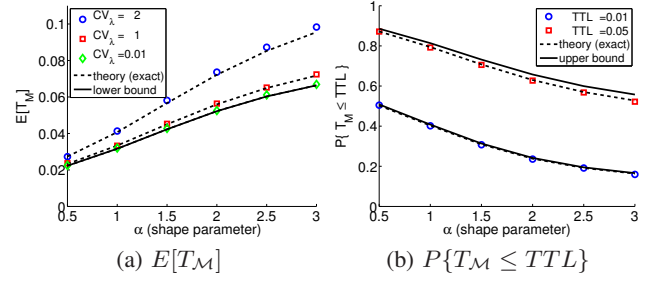 0.1
0.08
0.06
0.04
0.02
0
E[T_M]
CV_λ = 2
CV_λ = 1
CV_λ = 0.01
theory (exact)
lower bound
0.5 1 1.5 2 2.5 3
α (shape parameter)
(a) E[T_M]
1
0.8
0.6
0.4
0.2
0
P{ T_M ≤ TTL }
TTL =0.01
TTL =0.05
theory (exact)
upper bound
0.5 1 1.5 2 2.5 3
α (shape parameter)
(b) P{T_M ≤ TTL}